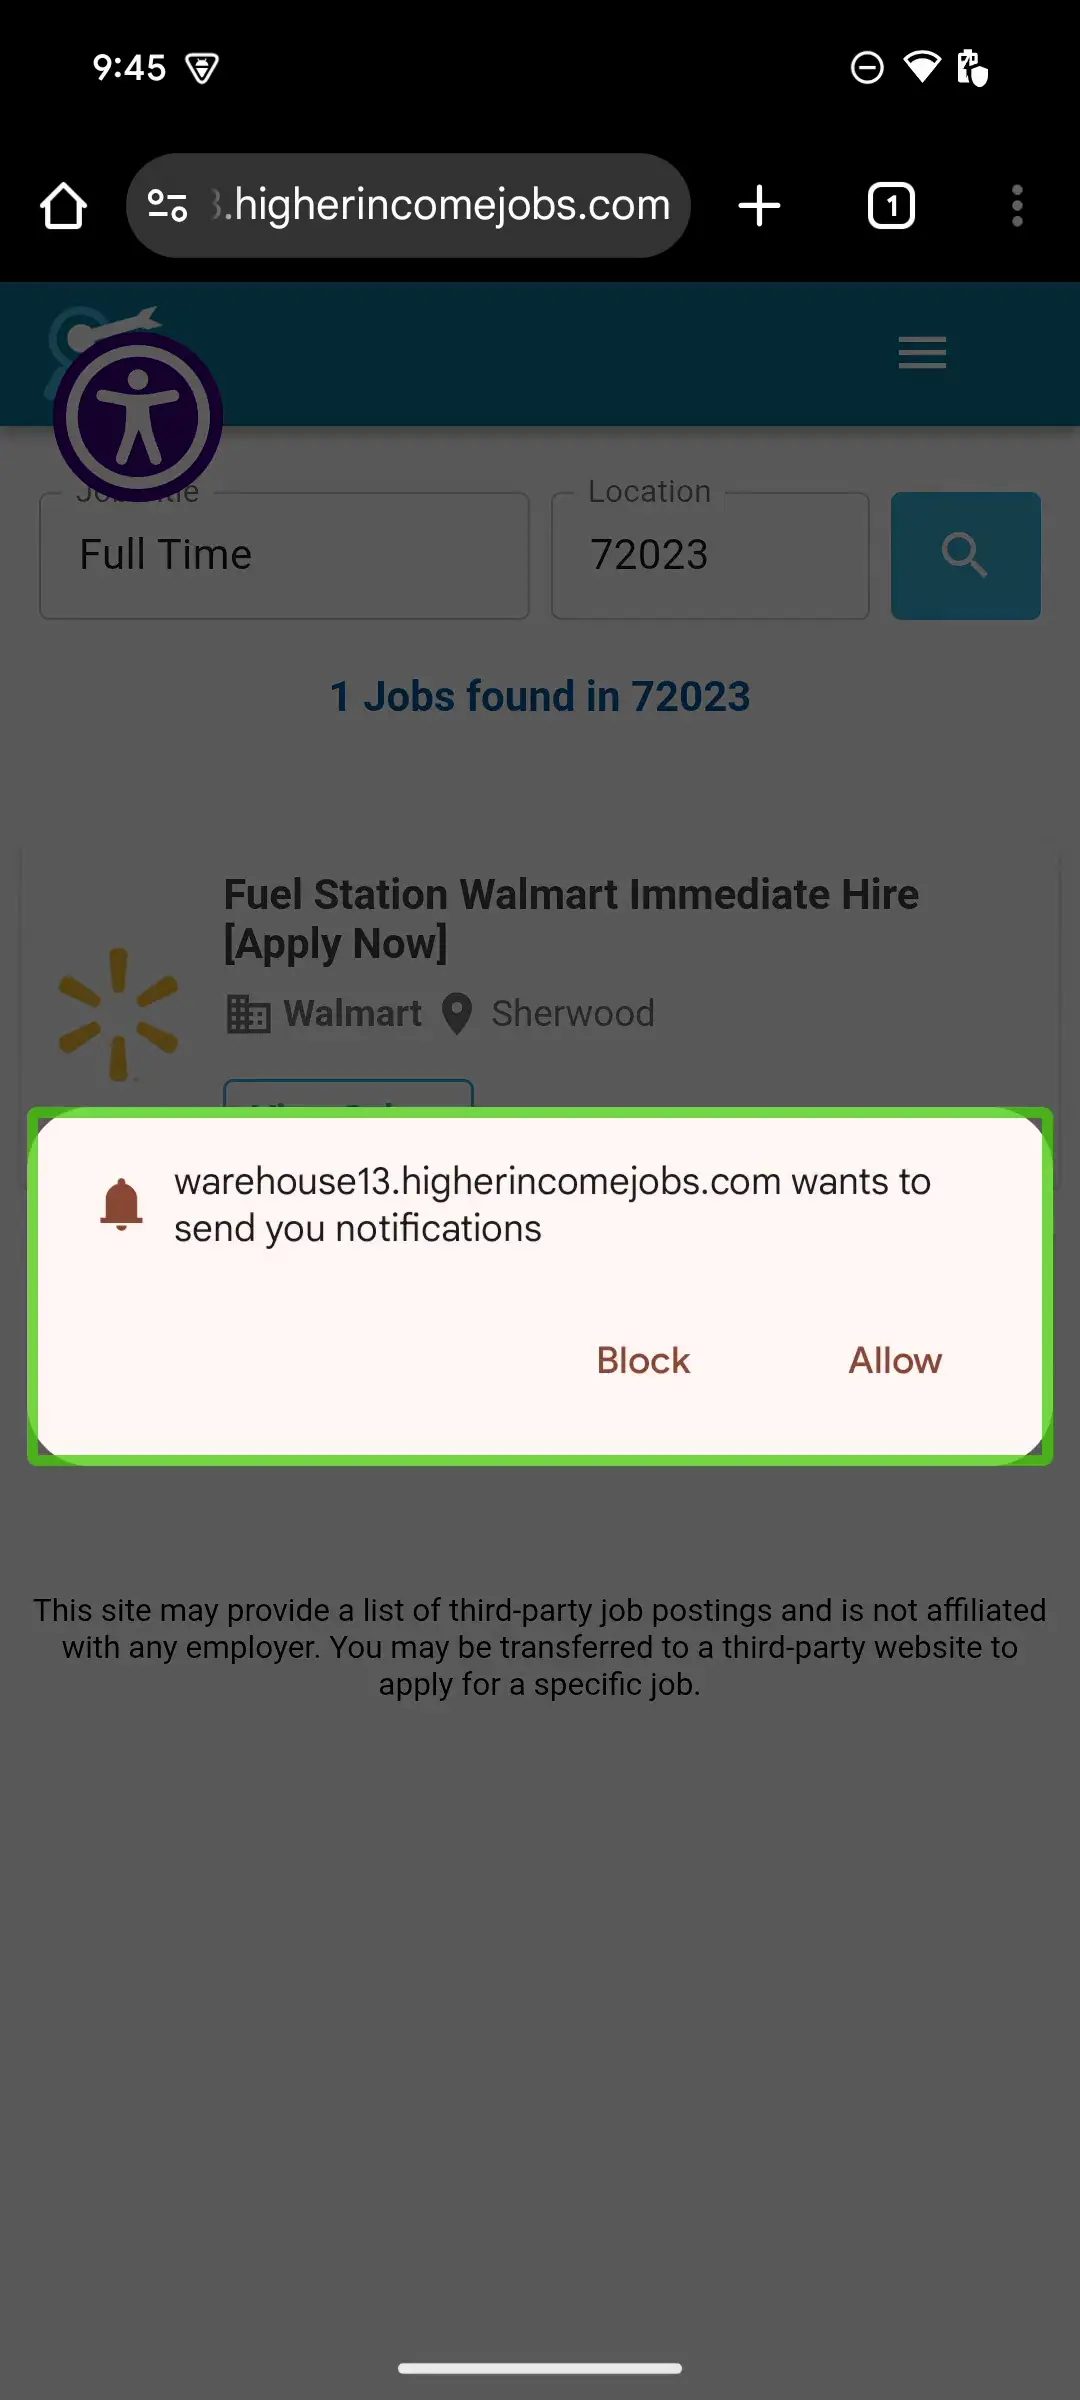 9:45
.higherincomejobs.com
1
Location
Full Time
72023
1 Jobs found in 72023
Fuel Station Walmart Immediate Hire
[Apply Now]
Walmart Sherwood
warehouse13.higherincomejobs.com wants to
send you notifications
Block Allow
This site may provide a list of third-party job postings and is not affiliated
with any employer. You may be transferred to a third-party website to
apply for a specific job.